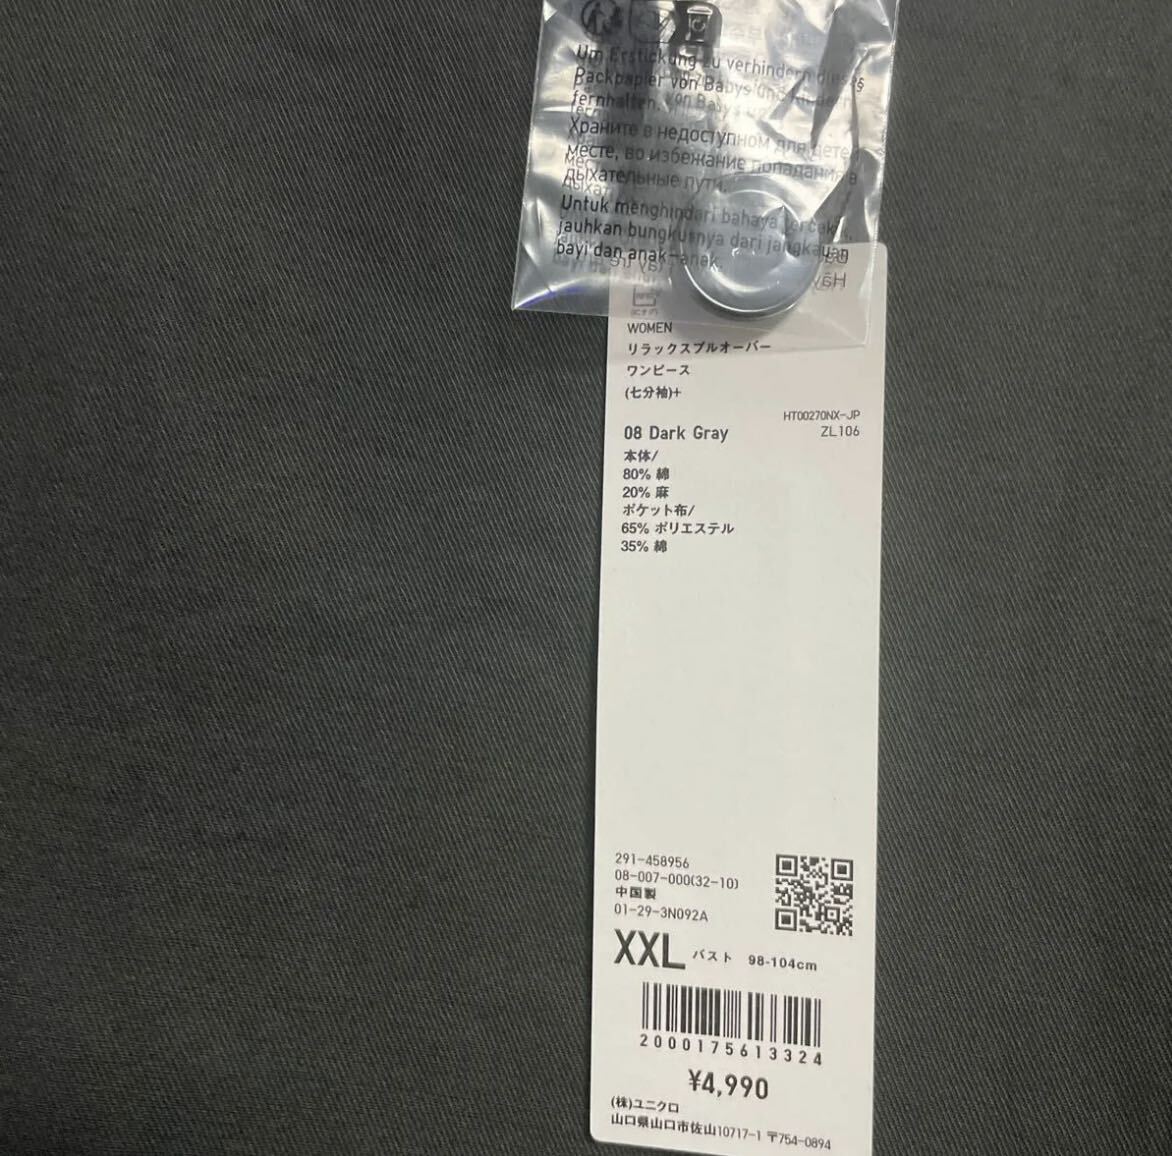 Um Erstickung zu verhindern dieses
Packpapier von Babys und Kindern
fernhalten.
Храните в недоступном для детей
месте, во избежание попадания в
дыхательные пути.
Untuk menghindari bahaya tercekik,
jauhkan bungkusnya dari jangkauan
bayi dan anak-anak.
WOMEN
リラックスプルオーバー
ワンピース
(七分袖)+
HT00270NX-JP
08 Dark Gray
ZL106
本体/
80% 綿
20% 麻
ポケット布/
65% ポリエステル
35% 綿
291-458956
08-007-000(32-10)
中国製
01-29-3N092A
XXL バスト 98-104cm
2000175613324
¥4,990
(株)ユニクロ
山口県山口市佐山10717-1 〒754-0894